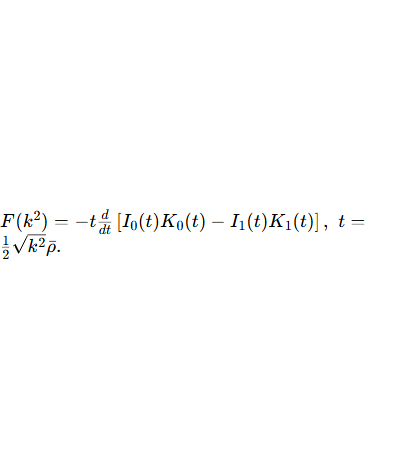 F(k²) = −t d/dt [I₀(t)K₀(t) − I₁(t)K₁(t)], t =
½√k² ρ̄.